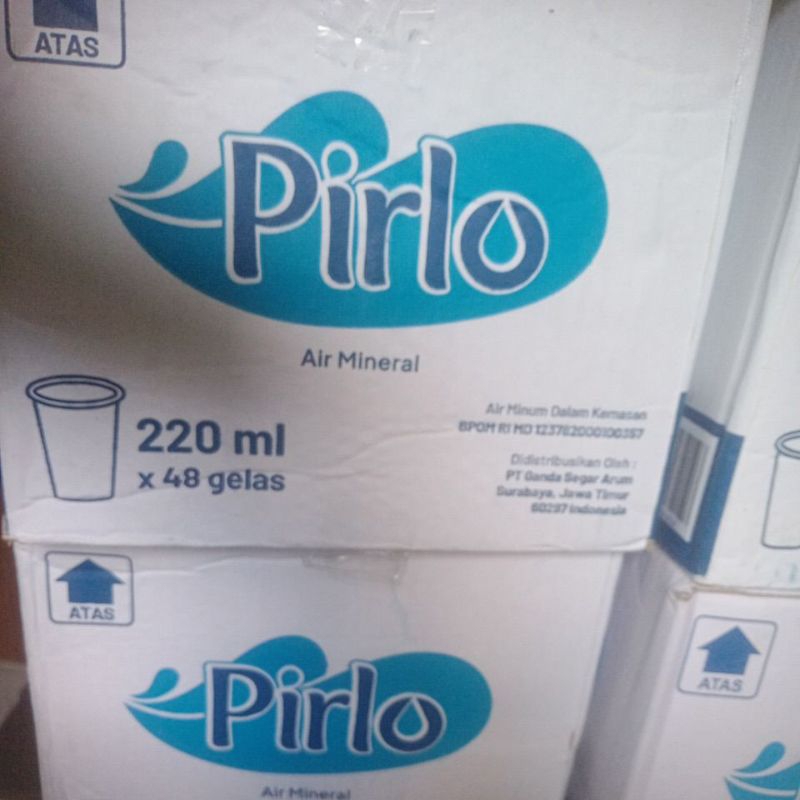 ATAS
Pirlo
Air Mineral
220 ml
x 48 gelas
Air Minum Dalam Kemasan
BPOM RI MD
Didistribusikan Oleh :
PT Ganda Segar Arum
Surabaya, Jawa Timur
60297 Indonesia
ATAS
Pirlo
Air Mineral
ATAS